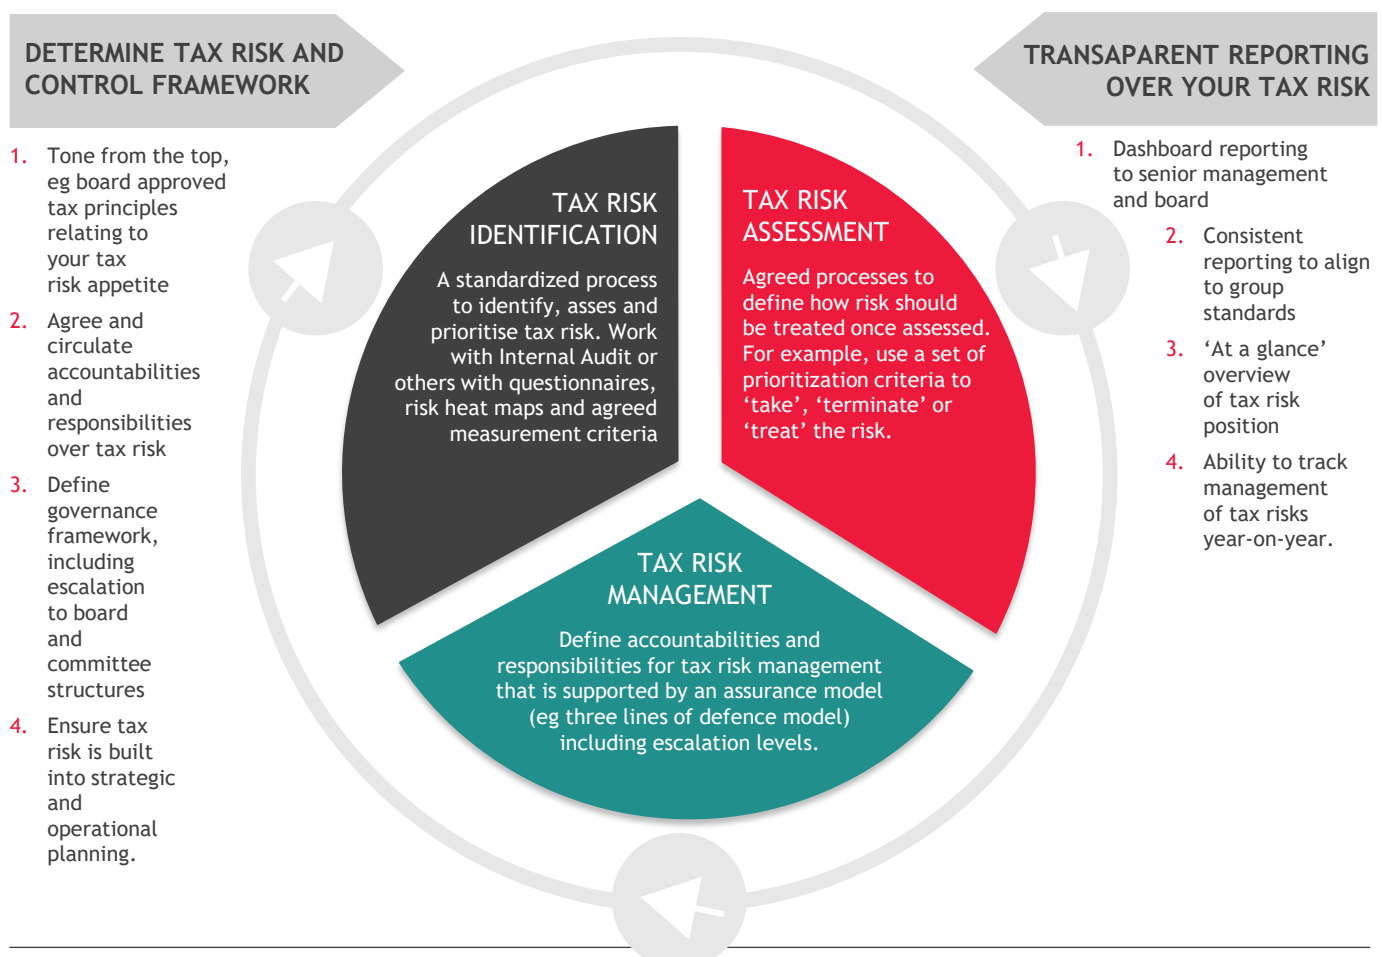 DETERMINE TAX RISK AND
CONTROL FRAMEWORK
1. Tone from the top,
eg board approved
tax principles
relating to
your tax
risk appetite
2. Agree and
circulate
accountabilities
and
responsibilities
over tax risk
3. Define
governance
framework,
including
escalation
to board
and
committee
structures
4. Ensure tax
risk is built
into strategic
and
operational
planning.
TAX RISK
IDENTIFICATION
A standardized process
to identify, asses and
prioritise tax risk. Work
with Internal Audit or
others with questionnaires,
risk heat maps and agreed
measurement criteria
TAX RISK
ASSESSMENT
Agreed processes to
define how risk should
be treated once assessed.
For example, use a set of
prioritization criteria to
‘take’, ‘terminate’ or
‘treat’ the risk.
TAX RISK
MANAGEMENT
Define accountabilities and
responsibilities for tax risk management
that is supported by an assurance model
(eg three lines of defence model)
including escalation levels.
TRANSAPARENT REPORTING
OVER YOUR TAX RISK
1. Dashboard reporting
to senior management
and board
2. Consistent
reporting to align
to group
standards
3. ‘At a glance’
overview
of tax risk
position
4. Ability to track
management
of tax risks
year-on-year.